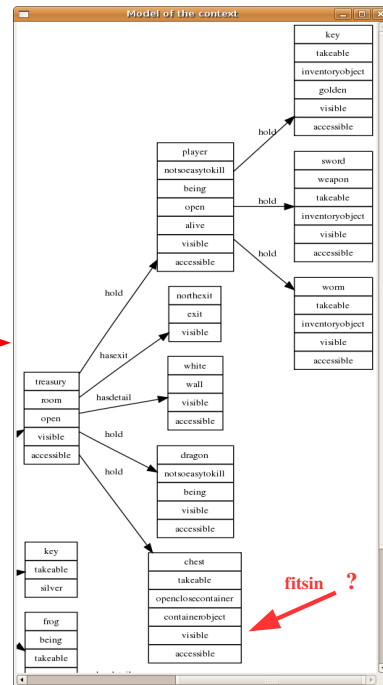 Model of the context
key
takeable
inventoryobject
golden
visible
accessible
player
notsoeasytokill
being
open
alive
visible
accessible
hold
hold
hold
sword
weapon
takeable
inventoryobject
visible
accessible
worm
takeable
inventoryobject
visible
accessible
hold
northexit
exit
visible
hasexit
treasury
room
open
visible
accessible
hasdetail
white
wall
visible
accessible
hold
dragon
notsoeasytokill
being
visible
accessible
hold
chest
takeable
openclosecontainer
containerobject
visible
accessible
fitsin ?
key
takeable
silver
frog
being
takeable